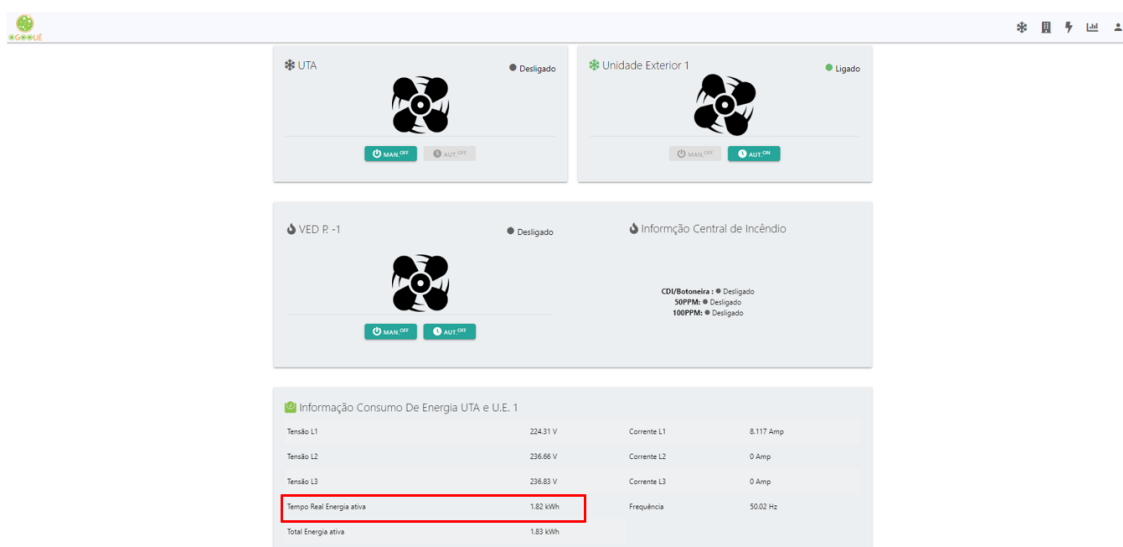 OGOOUÉ
UTA
Desligado
MAN.OFF
AUT.OFF
Unidade Exterior 1
Ligado
MAN.OFF
AUT.ON
VED P. -1
Desligado
MAN.OFF
AUT.OFF
Informção Central de Incêndio
CDI/Botoneira : Desligado
50PPM: Desligado
100PPM: Desligado
Informação Consumo De Energia UTA e U.E. 1
Tensão L1 224.31 V Corrente L1 8.117 Amp
Tensão L2 236.66 V Corrente L2 0 Amp
Tensão L3 236.83 V Corrente L3 0 Amp
Tempo Real Energia ativa 1.82 kWh Frequência 50.02 Hz
Total Energia ativa 1.83 kWh